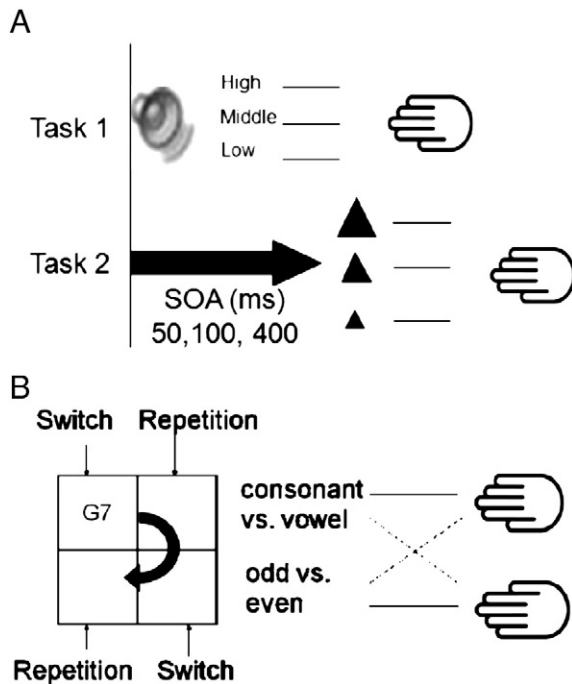 A
High
Task 1
Middle
Low
Task 2
SOA (ms)
50,100, 400
B
Switch Repetition
G7
consonant
vs. vowel
odd vs.
even
Repetition Switch